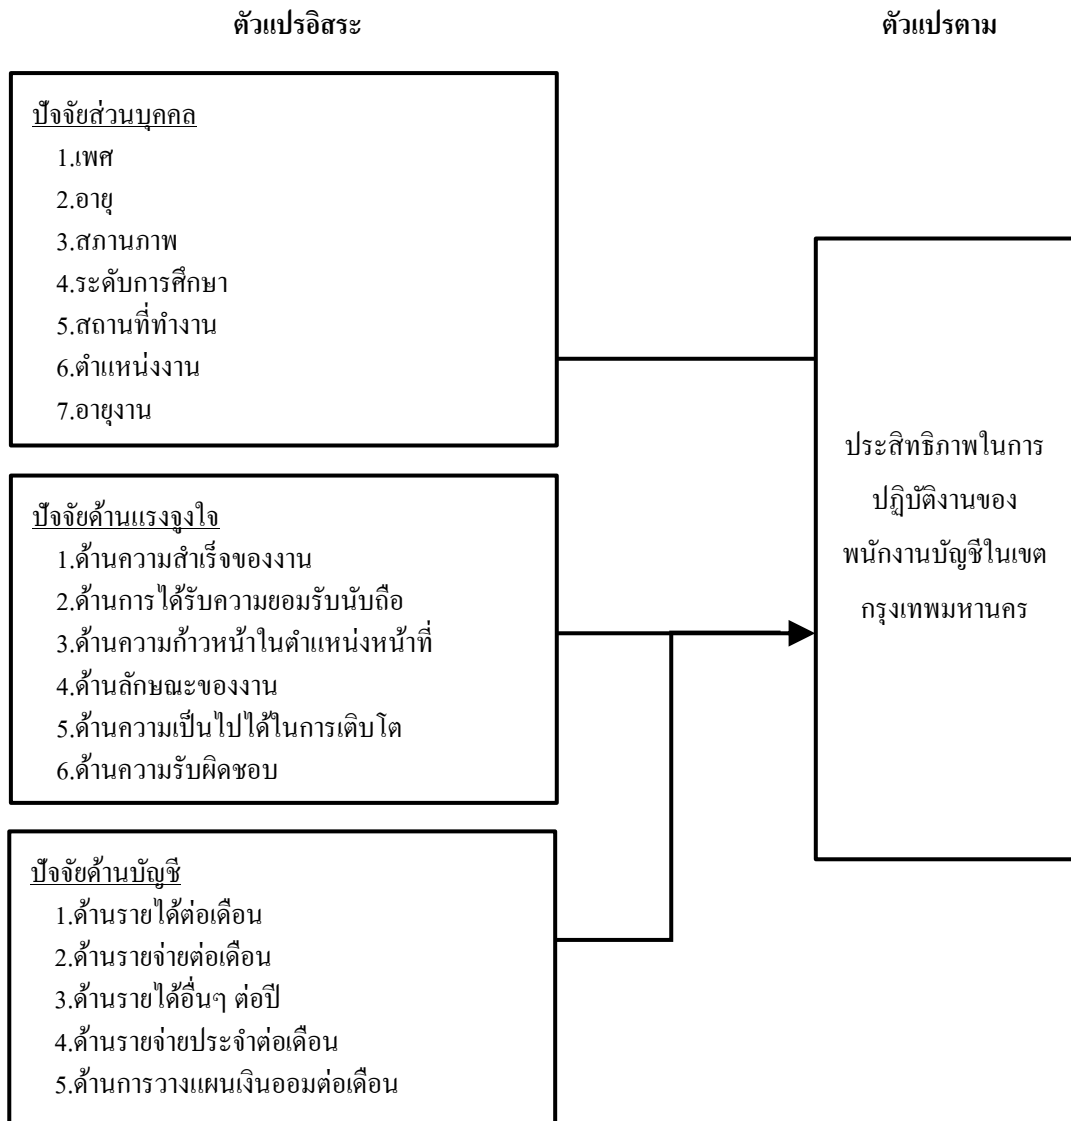 ตัวแปรอิสระ
ตัวแปรตาม
ปัจจัยส่วนบุคคล
1.เพศ
2.อายุ
3.สภานภาพ
4.ระดับการศึกษา
5.สถานที่ทำงาน
6.ตำแหน่งงาน
7.อายุงาน
ปัจจัยด้านแรงจูงใจ
1.ด้านความสำเร็จของงาน
2.ด้านการได้รับความยอมรับนับถือ
3.ด้านความก้าวหน้าในตำแหน่งหน้าที่
4.ด้านลักษณะของงาน
5.ด้านความเป็นไปได้ในการเติบโต
6.ด้านความรับผิดชอบ
ปัจจัยด้านบัญชี
1.ด้านรายได้ต่อเดือน
2.ด้านรายจ่ายต่อเดือน
3.ด้านรายได้อื่นๆ ต่อปี
4.ด้านรายจ่ายประจำต่อเดือน
5.ด้านการวางแผนเงินออมต่อเดือน
ประสิทธิภาพในการ
ปฏิบัติงานของ
พนักงานบัญชีในเขต
กรุงเทพมหานคร